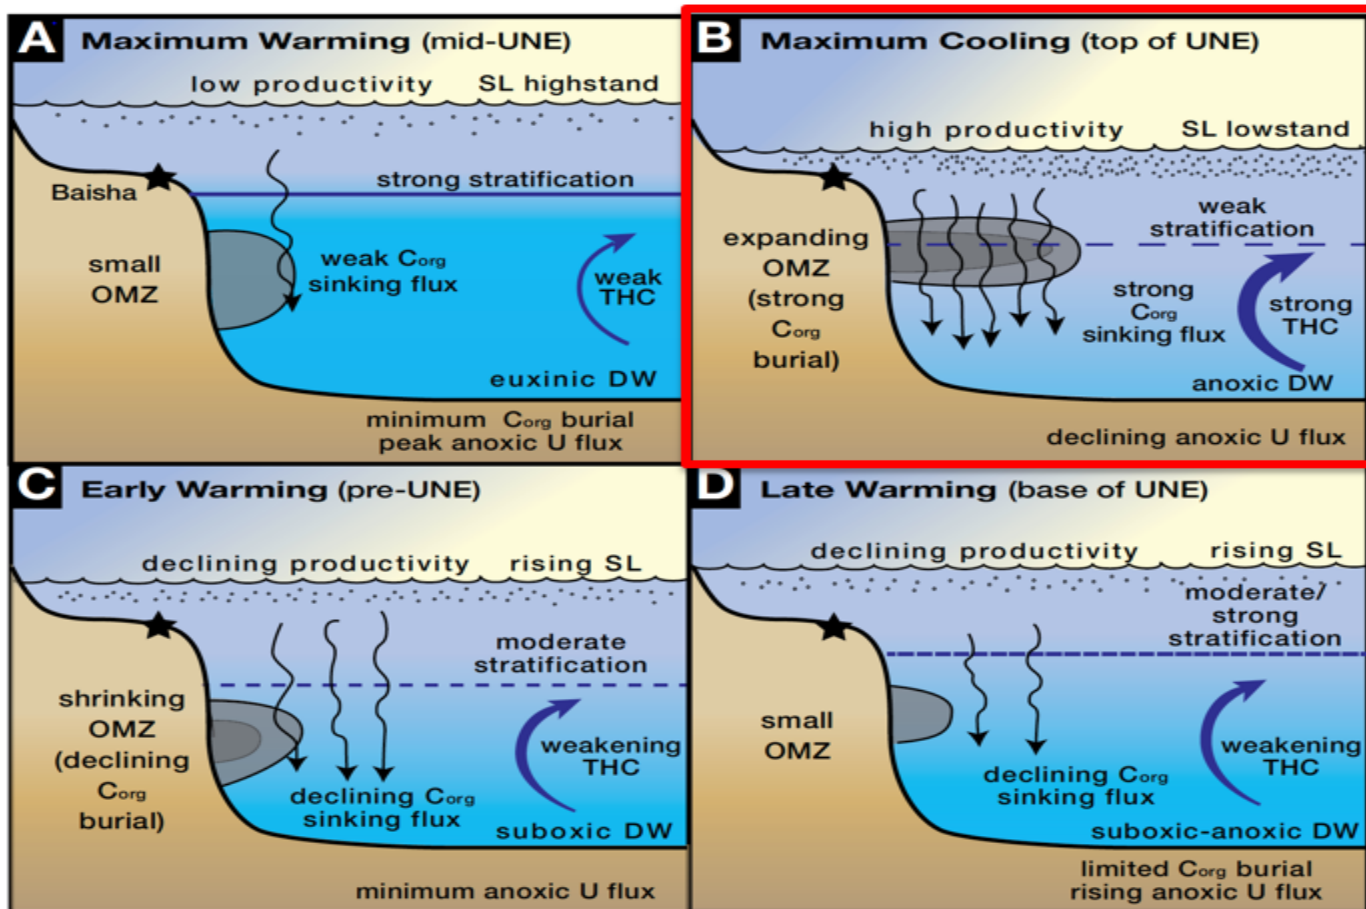 A Maximum Warming (mid-UNE)
low productivity SL highstand
strong stratification
Baisha
small
OMZ
weak Corg
sinking flux
weak
THC
euxinic DW
minimum Corg burial
peak anoxic U flux
B Maximum Cooling (top of UNE)
high productivity SL lowstand
weak
stratification
expanding
OMZ
(strong
Corg
burial)
strong
Corg
sinking flux
strong
THC
anoxic DW
declining anoxic U flux
C Early Warming (pre-UNE)
declining productivity rising SL
moderate
stratification
shrinking
OMZ
(declining
Corg
burial)
weakening
THC
declining Corg
sinking flux
suboxic DW
minimum anoxic U flux
D Late Warming (base of UNE)
declining productivity rising SL
moderate/
strong
stratification
small
OMZ
weakening
THC
declining Corg
sinking flux
suboxic-anoxic DW
limited Corg burial
rising anoxic U flux